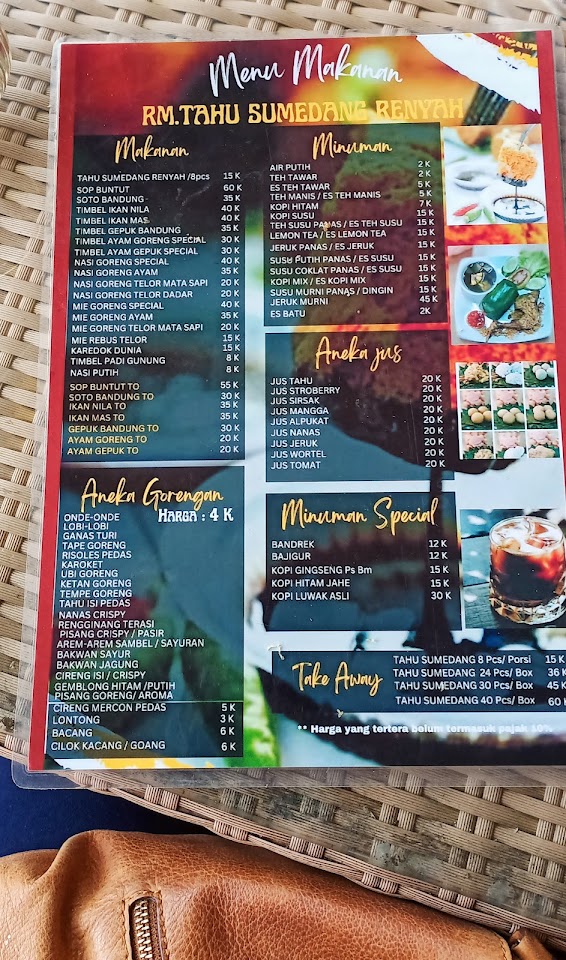 Menu Makanan
RM.TAHU SUMEDANG RENYAH
Makanan
TAHU SUMEDANG RENYAH /8pcs 15 K
SOP BUNTUT 60 K
SOTO BANDUNG 35 K
TIMBEL IKAN NILA 40 K
TIMBEL IKAN MAS 40 K
TIMBEL GEPUK BANDUNG 35 K
TIMBEL AYAM GORENG SPECIAL 30 K
TIMBEL AYAM GEPUK SPECIAL 30 K
NASI GORENG SPECIAL 40 K
NASI GORENG AYAM 35 K
NASI GORENG TELOR MATA SAPI 20 K
NASI GORENG TELOR DADAR 20 K
MIE GORENG SPECIAL 40 K
MIE GORENG AYAM 35 K
MIE GORENG TELOR MATA SAPI 20 K
MIE REBUS TELOR 15 K
KAREDOK DUNIA 15 K
TIMBEL PADI GUNUNG 8 K
NASI PUTIH 8 K
SOP BUNTUT TO 55 K
SOTO BANDUNG TO 30 K
IKAN NILA TO 35 K
IKAN MAS TO 35 K
GEPUK BANDUNG TO 30 K
AYAM GORENG TO 20 K
AYAM GEPUK TO 20 K
Aneka Gorengan
HARGA : 4 K
ONDE-ONDE
LOBI-LOBI
GANAS TURI
TAPE GORENG
RISOLES PEDAS
KAROKET
UBI GORENG
KETAN GORENG
TEMPE GORENG
TAHU ISI PEDAS
NANAS CRISPY
RENGGINANG TERASI
PISANG CRISPY / PASIR
AREM-AREM SAMBEL / SAYURAN
BAKWAN SAYUR
BAKWAN JAGUNG
CIRENG ISI / CRISPY
GEMBLONG HITAM /PUTIH
PISANG GORENG/ AROMA
CIRENG MERCON PEDAS 5 K
LONTONG 3 K
BACANG 6 K
CILOK KACANG / GOANG 6 K
Minuman
AIR PUTIH 2 K
TEH TAWAR 2 K
ES TEH TAWAR 5 K
TEH MANIS / ES TEH MANIS 5 K
KOPI HITAM 7 K
KOPI SUSU 15 K
TEH SUSU PANAS / ES TEH SUSU 15 K
LEMON TEA / ES LEMON TEA 15 K
JERUK PANAS / ES JERUK 15 K
SUSU PUTIH PANAS / ES SUSU 15 K
SUSU COKLAT PANAS / ES SUSU 15 K
KOPI MIX / ES KOPI MIX 15 K
SUSU MURNI PANAS / DINGIN 15 K
JERUK MURNI 45 K
ES BATU 2K
Aneka jus
JUS TAHU 20 K
JUS STROBERRY 20 K
JUS SIRSAK 20 K
JUS MANGGA 20 K
JUS ALPUKAT 20 K
JUS NANAS 20 K
JUS JERUK 20 K
JUS WORTEL 20 K
JUS TOMAT 20 K
Minuman Special
BANDREK 12 K
BAJIGUR 12 K
KOPI GINGSENG Ps Bm 15 K
KOPI HITAM JAHE 15 K
KOPI LUWAK ASLI 30 K
Take Away
TAHU SUMEDANG 8 Pcs/ Porsi 15 K
TAHU SUMEDANG 24 Pcs/ Box 36 K
TAHU SUMEDANG 30 Pcs/ Box 45 K
TAHU SUMEDANG 40 Pcs/ Box 60 K
** Harga yang tertera belum termasuk pajak 10%